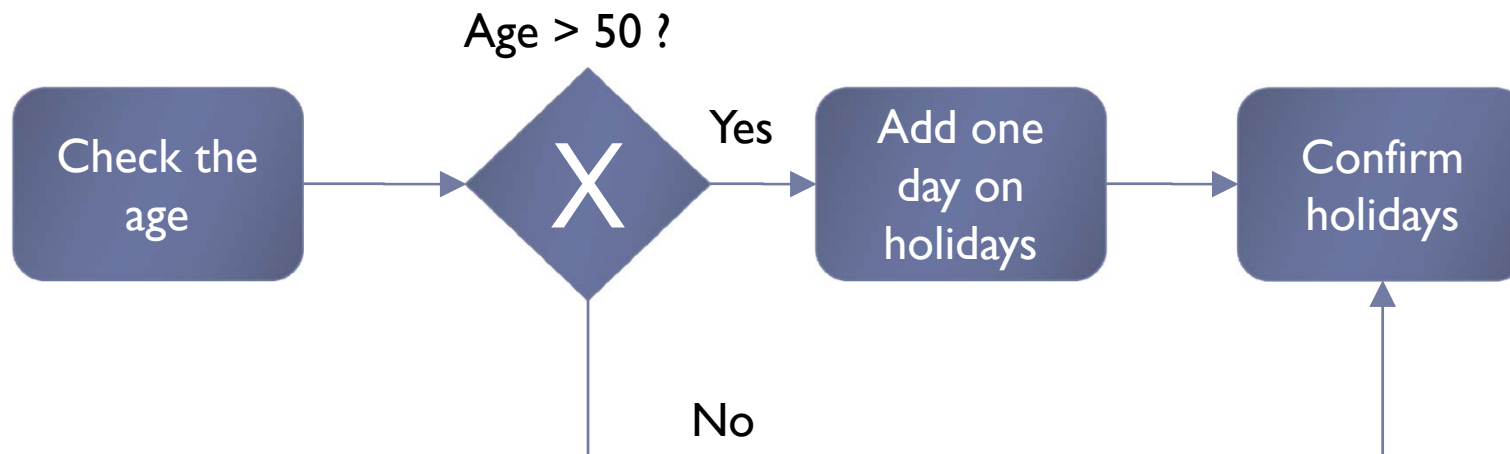 Age > 50 ?
Check the
age
X
Yes
Add one
day on
holidays
Confirm
holidays
No